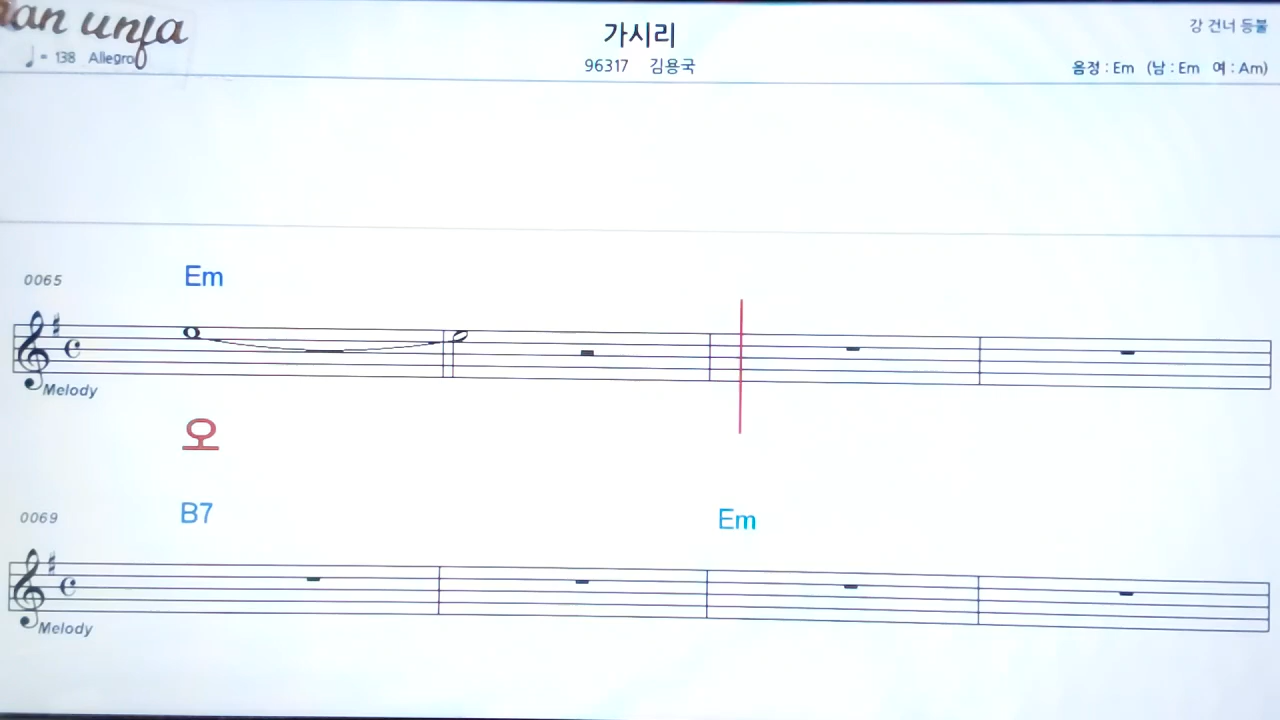 가시리
강 건너 등불
♩ = 138 Allegro
96317 김용국
음정 : Em (남 : Em 여 : Am)
0065 Em
Melody
오
0069 B7 Em
Melody